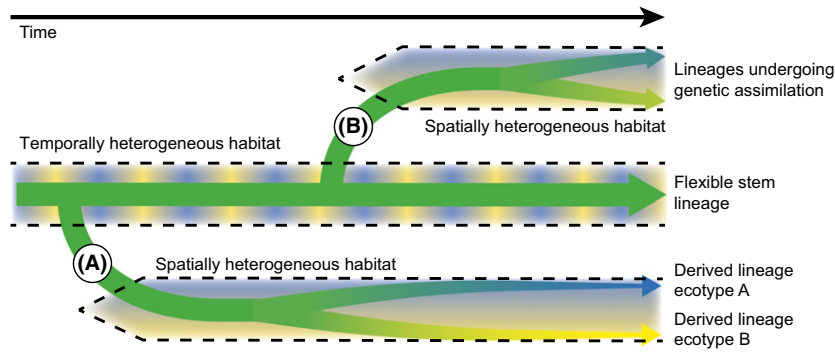 Time
Lineages undergoing
genetic assimilation
(B)
Spatially heterogeneous habitat
Temporally heterogeneous habitat
Flexible stem
lineage
(A)
Spatially heterogeneous habitat
Derived lineage
ecotype A
Derived lineage
ecotype B